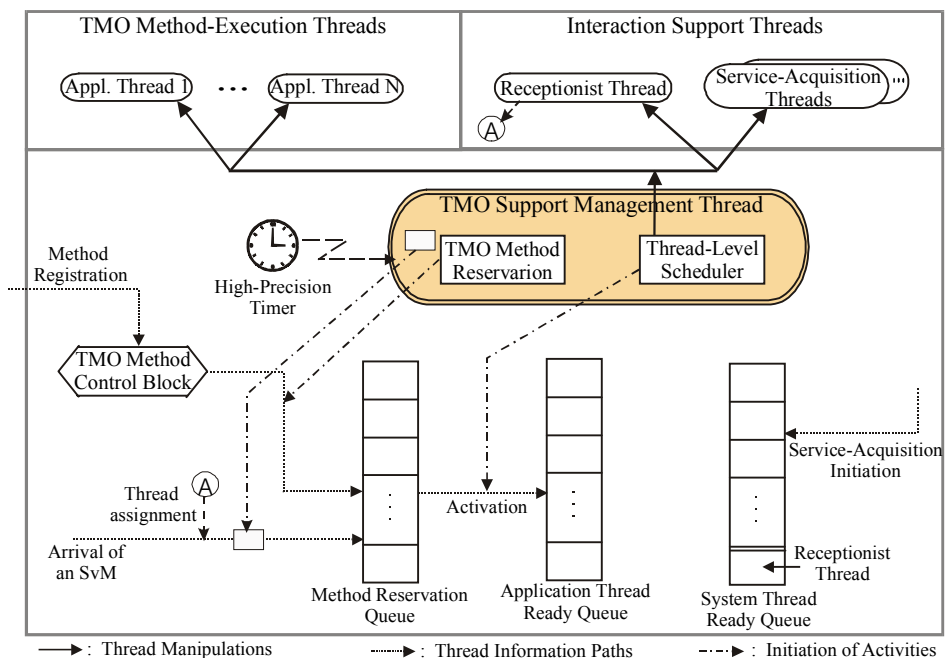 TMO Method-Execution Threads
Interaction Support Threads
Appl. Thread 1
Appl. Thread N
Receptionist Thread
Service-Acquisition
Threads
A
TMO Support Management Thread
TMO Method
Reservarion
Thread-Level
Scheduler
High-Precision
Timer
Method
Registration
TMO Method
Control Block
A
Thread
assignment
Arrival of
an SvM
Activation
Service-Acquisition
Initiation
Receptionist
Thread
Method Reservation
Queue
Application Thread
Ready Queue
System Thread
Ready Queue
: Thread Manipulations
: Thread Information Paths
: Initiation of Activities